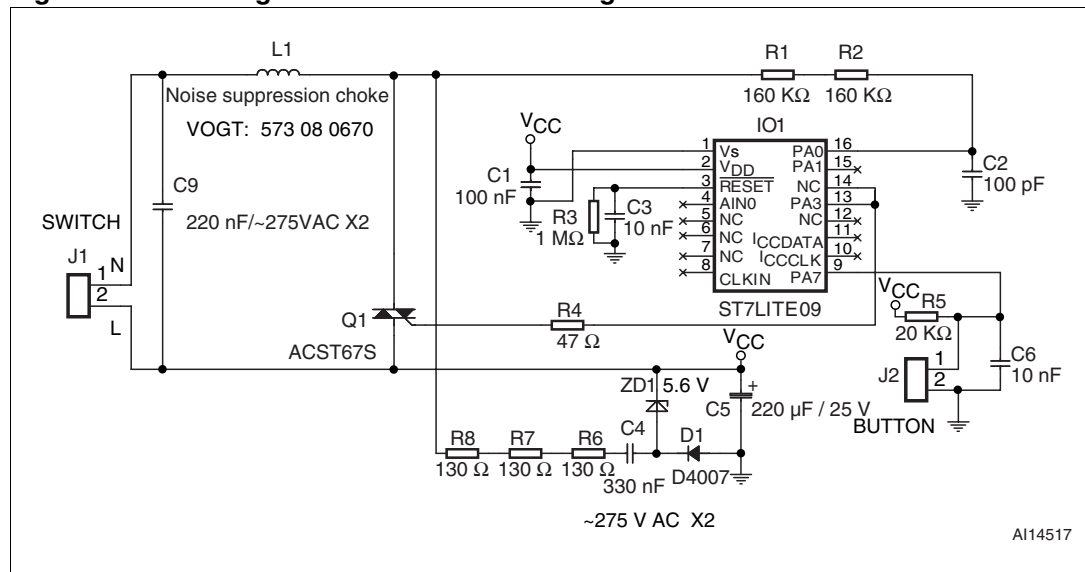 L1
Noise suppression choke
VOGT: 573 08 0670
R1
160 KΩ
R2
160 KΩ
VCC
C1
100 nF
R3
1 MΩ
C3
10 nF
IO1
1 Vs
2 VDD
3 RESET
4 AIN0
5 NC
6 NC
7 NC
8 CLKIN
PA0 16
PA1 15
NC 14
PA3 13
NC 12
ICCDATA 11
ICCCLK 10
PA7 9
ST7LITE09
C2
100 pF
C9
220 nF/~275VAC X2
SWITCH
J1
1 N
2
L
Q1
ACST67S
R4
47 Ω
VCC
R5
20 KΩ
J2
1
2
BUTTON
C6
10 nF
VCC
ZD1 5.6 V
C5
+
220 µF / 25 V
R8
130 Ω
R7
130 Ω
R6
130 Ω
C4
330 nF
D1
D4007
~275 V AC X2
AI14517